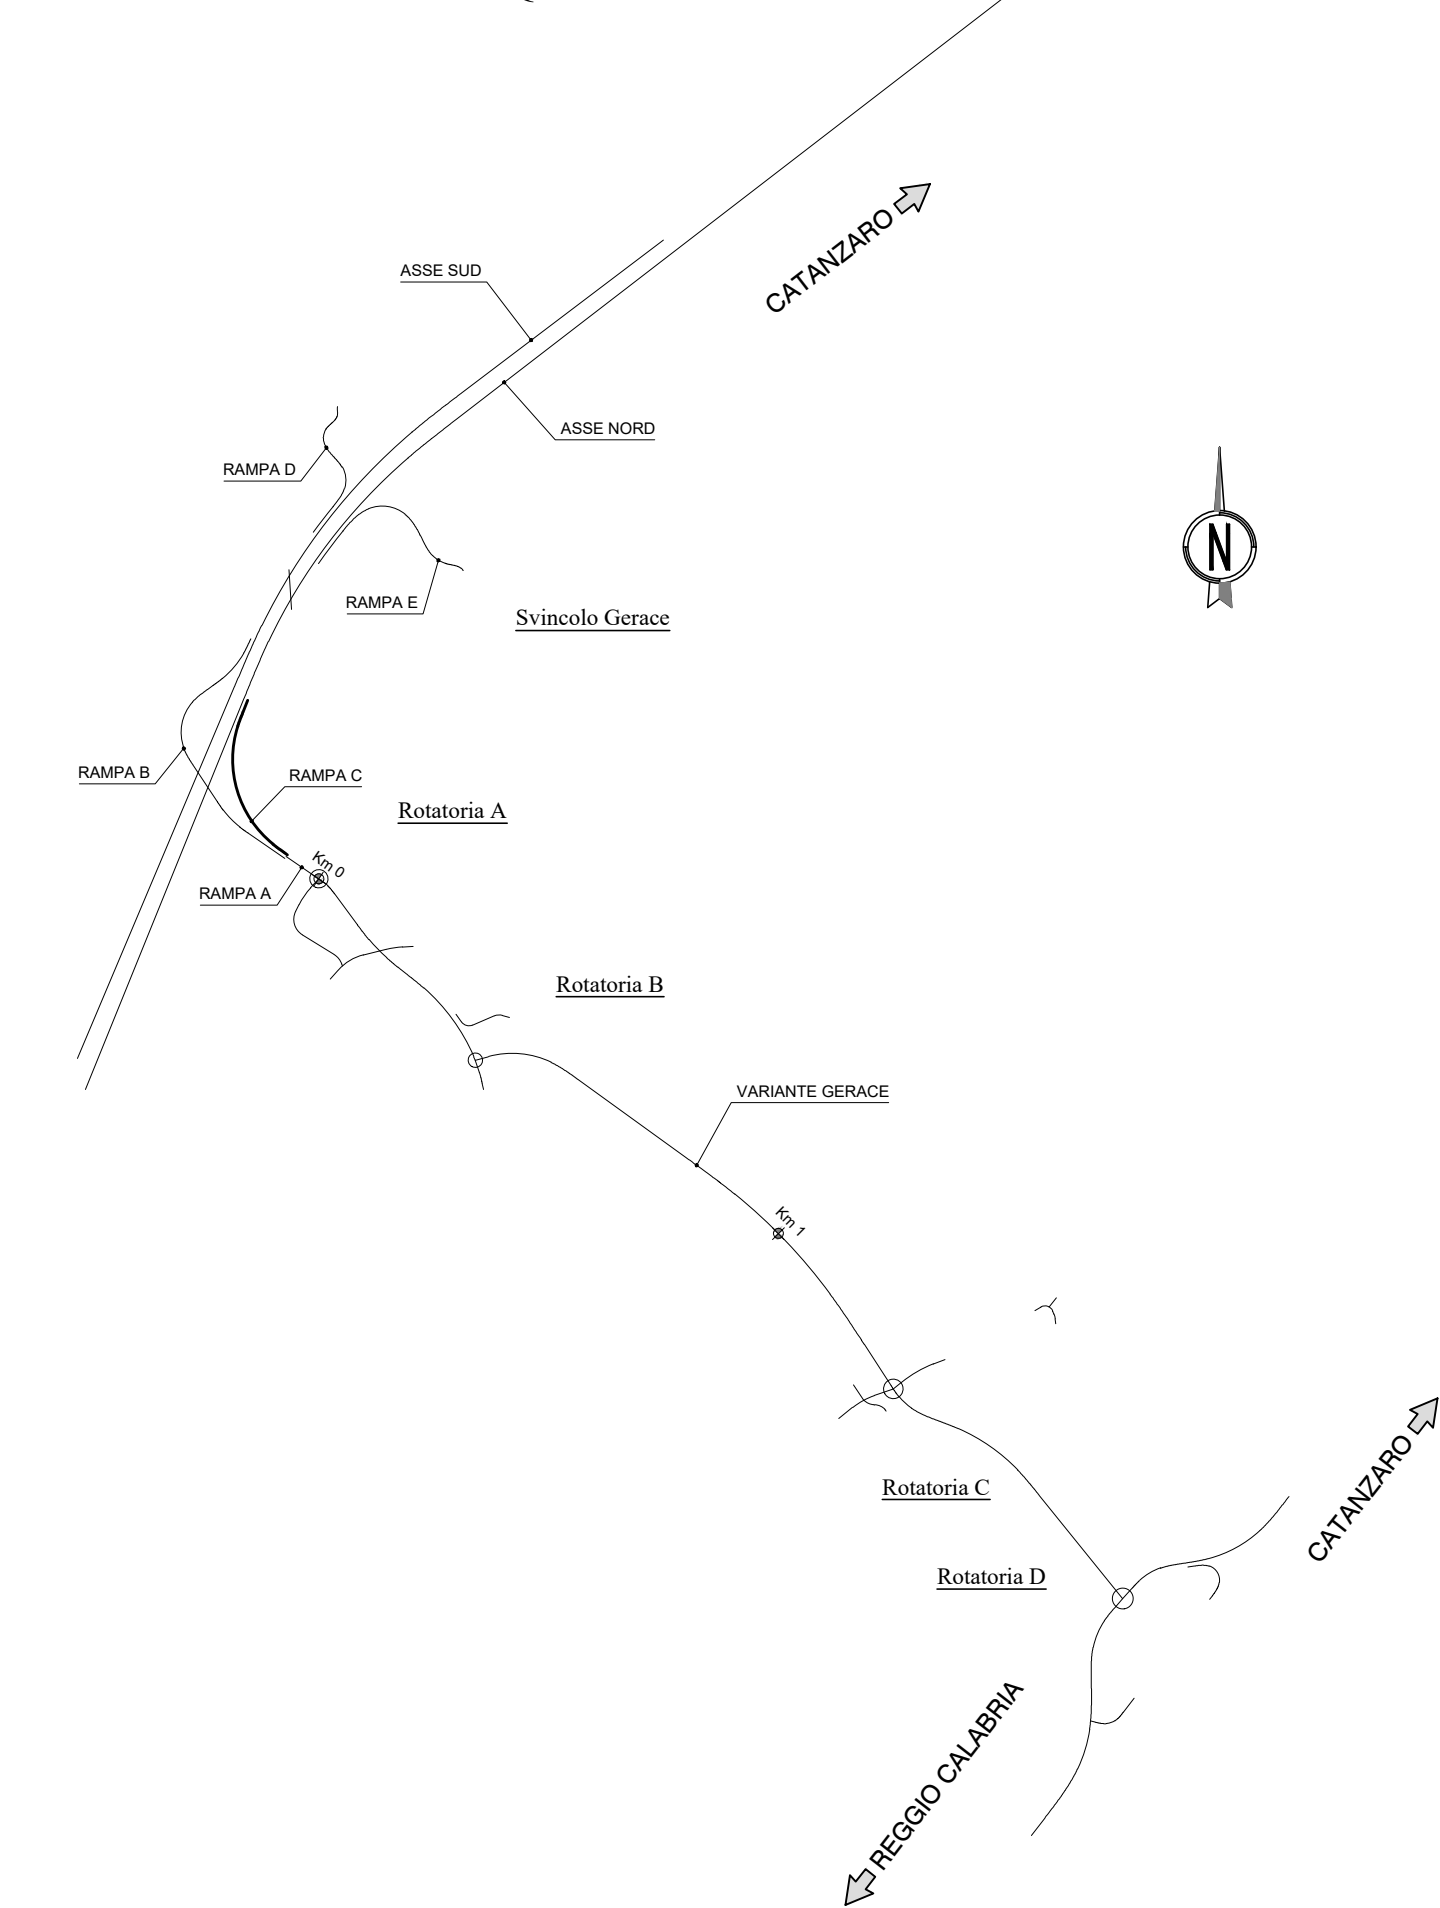 CATANZARO
ASSE SUD
ASSE NORD
RAMPA D
N
RAMPA E
Svincolo Gerace
RAMPA B
RAMPA C
Rotatoria A
Km 0
RAMPA A
Rotatoria B
VARIANTE GERACE
Km 1
CATANZARO
Rotatoria C
Rotatoria D
REGGIO CALABRIA